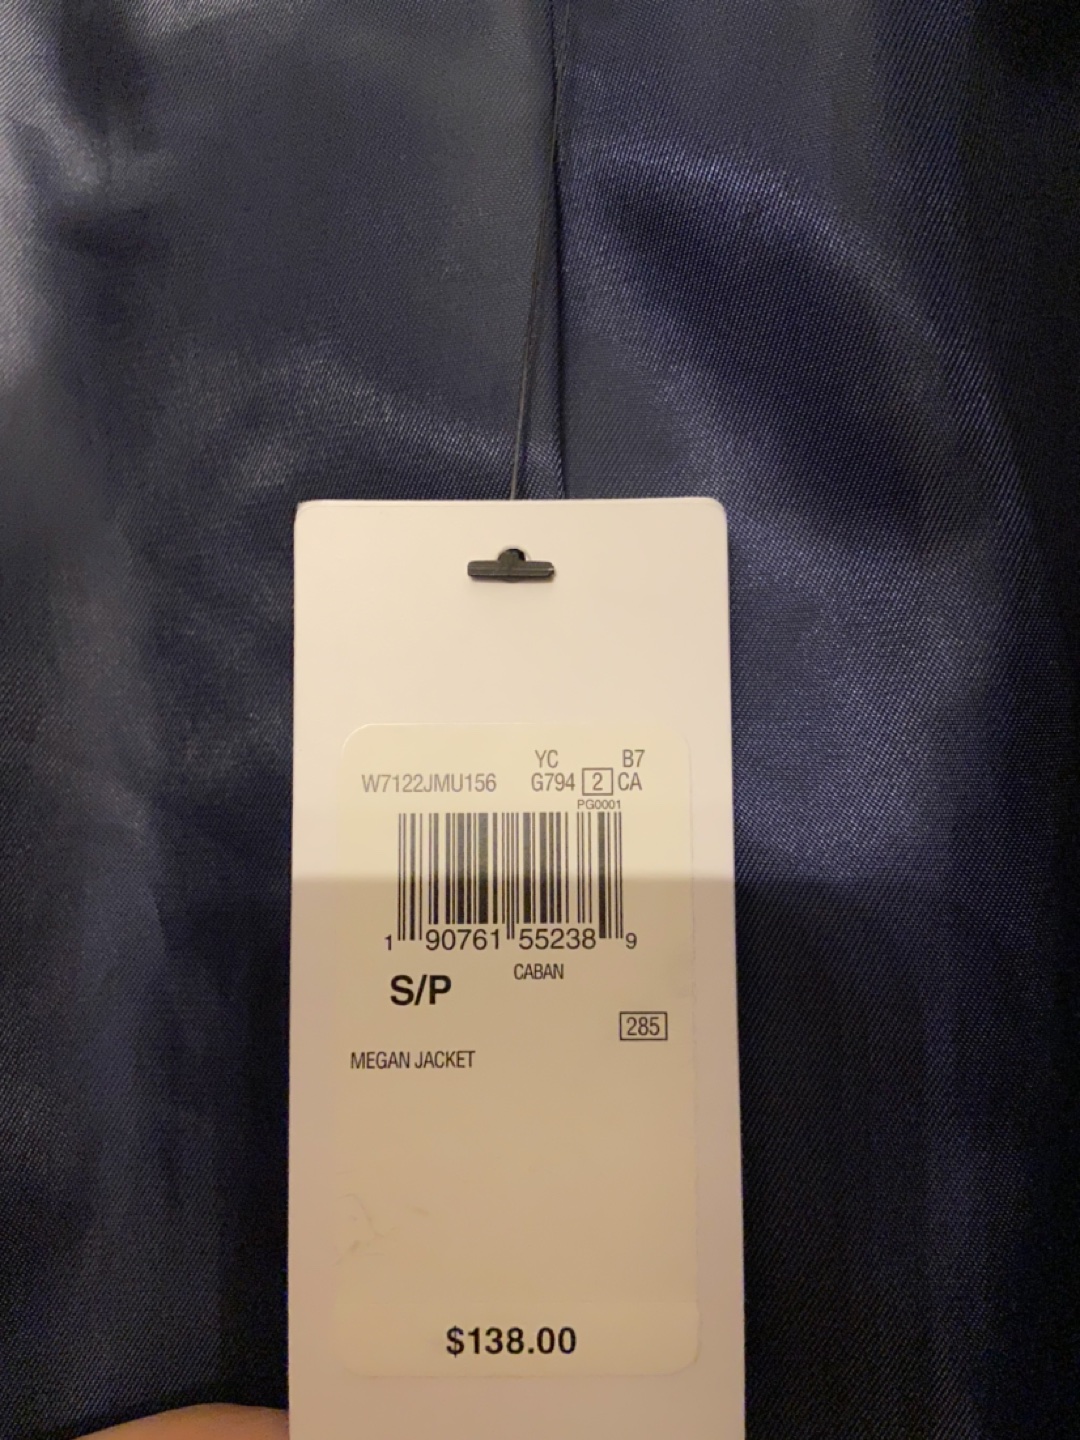 YC B7
W7122JMU156 G794 2 CA
PG0001
1 90761 55238 9
CABAN
S/P
285
MEGAN JACKET
$138.00